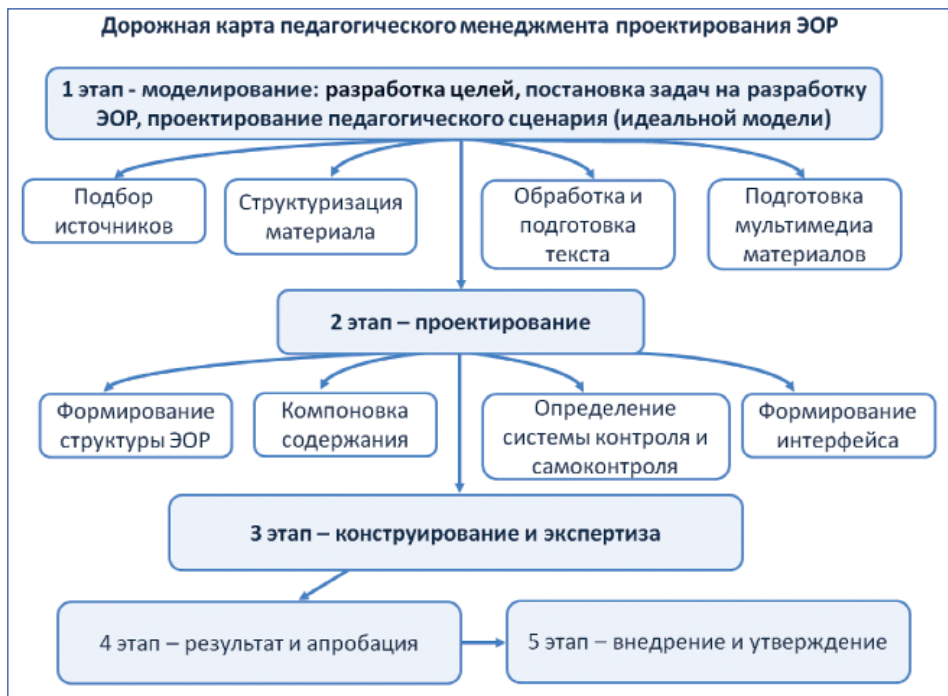 Дорожная карта педагогического менеджмента проектирования ЭОР
1 этап - моделирование: разработка целей, постановка задач на разработку
ЭОР, проектирование педагогического сценария (идеальной модели)
Подбор
источников
Структуризация
материала
Обработка и
подготовка
текста
Подготовка
мультимедиа
материалов
2 этап – проектирование
Формирование
структуры ЭОР
Компоновка
содержания
Определение
системы контроля и
самоконтроля
Формирование
интерфейса
3 этап – конструирование и экспертиза
4 этап – результат и апробация
5 этап – внедрение и утверждение